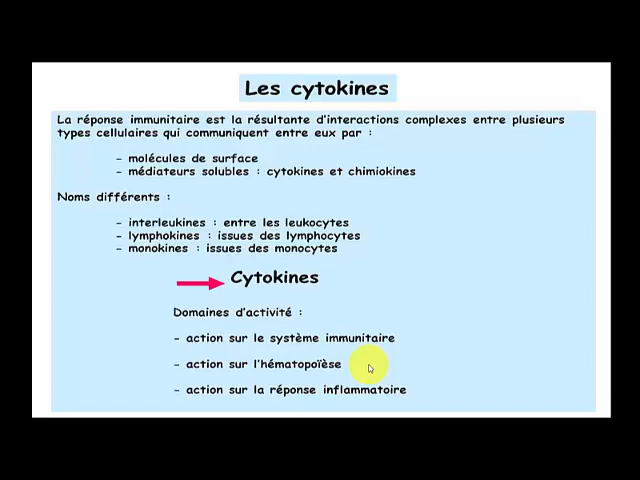 Les cytokines
La réponse immunitaire est la résultante d'interactions complexes entre plusieurs
types cellulaires qui communiquent entre eux par :
- molécules de surface
- médiateurs solubles : cytokines et chimiokines
Noms différents :
- interleukines : entre les leukocytes
- lymphokines : issues des lymphocytes
- monokines : issues des monocytes
Cytokines
Domaines d'activité :
- action sur le système immunitaire
- action sur l'hématopoïèse
- action sur la réponse inflammatoire